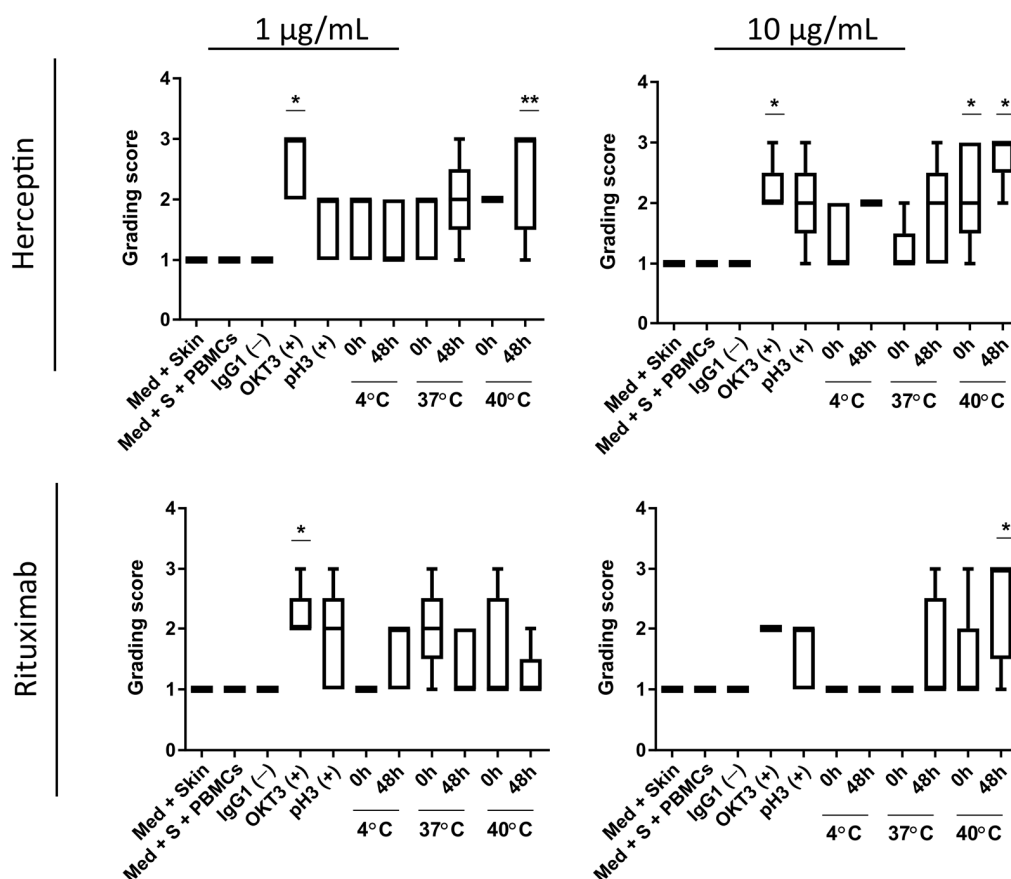 1 µg/mL
10 µg/mL
Herceptin
Grading score
4
3
2
1
0
*
**
Med + Skin
Med + S + PBMCs
IgG1 (−)
OKT3 (+)
pH3 (+)
0h
48h
0h
48h
0h
48h
4°C
37°C
40°C
Grading score
4
3
2
1
0
*
*
*
Med + Skin
Med + S + PBMCs
IgG1 (−)
OKT3 (+)
pH3 (+)
0h
48h
0h
48h
0h
48h
4°C
37°C
40°C
Rituximab
Grading score
4
3
2
1
0
*
Med + Skin
Med + S + PBMCs
IgG1 (−)
OKT3 (+)
pH3 (+)
0h
48h
0h
48h
0h
48h
4°C
37°C
40°C
Grading score
4
3
2
1
0
*
Med + Skin
Med + S + PBMCs
IgG1 (−)
OKT3 (+)
pH3 (+)
0h
48h
0h
48h
0h
48h
4°C
37°C
40°C